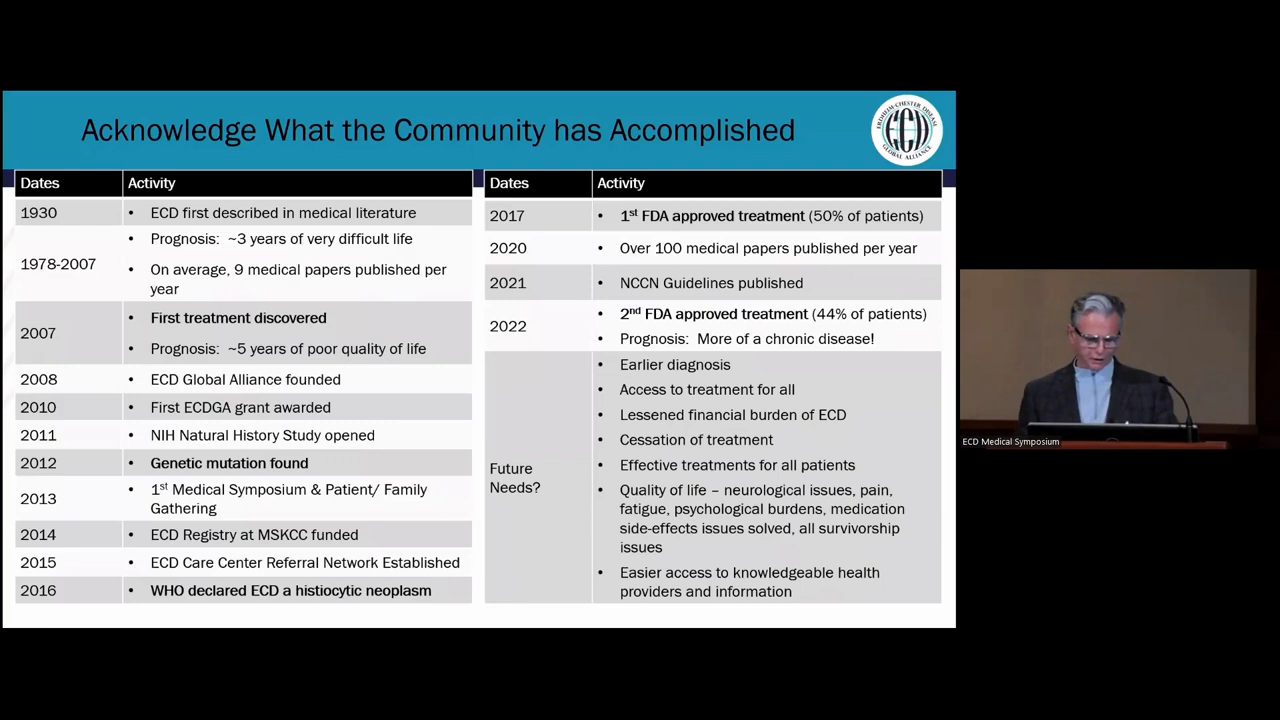 Acknowledge What the Community has Accomplished
ERDHEIM-CHESTER DISEASE
ECD
GLOBAL ALLIANCE
Dates Activity
1930 • ECD first described in medical literature
1978-2007 • Prognosis: ~3 years of very difficult life
• On average, 9 medical papers published per
year
2007 • First treatment discovered
• Prognosis: ~5 years of poor quality of life
2008 • ECD Global Alliance founded
2010 • First ECDGA grant awarded
2011 • NIH Natural History Study opened
2012 • Genetic mutation found
2013 • 1st Medical Symposium & Patient/ Family
Gathering
2014 • ECD Registry at MSKCC funded
2015 • ECD Care Center Referral Network Established
2016 • WHO declared ECD a histiocytic neoplasm
Dates Activity
2017 • 1st FDA approved treatment (50% of patients)
2020 • Over 100 medical papers published per year
2021 • NCCN Guidelines published
2022 • 2nd FDA approved treatment (44% of patients)
• Prognosis: More of a chronic disease!
Future
Needs?
• Earlier diagnosis
• Access to treatment for all
• Lessened financial burden of ECD
• Cessation of treatment
• Effective treatments for all patients
• Quality of life – neurological issues, pain,
fatigue, psychological burdens, medication
side-effects issues solved, all survivorship
issues
• Easier access to knowledgeable health
providers and information
ECD Medical Symposium